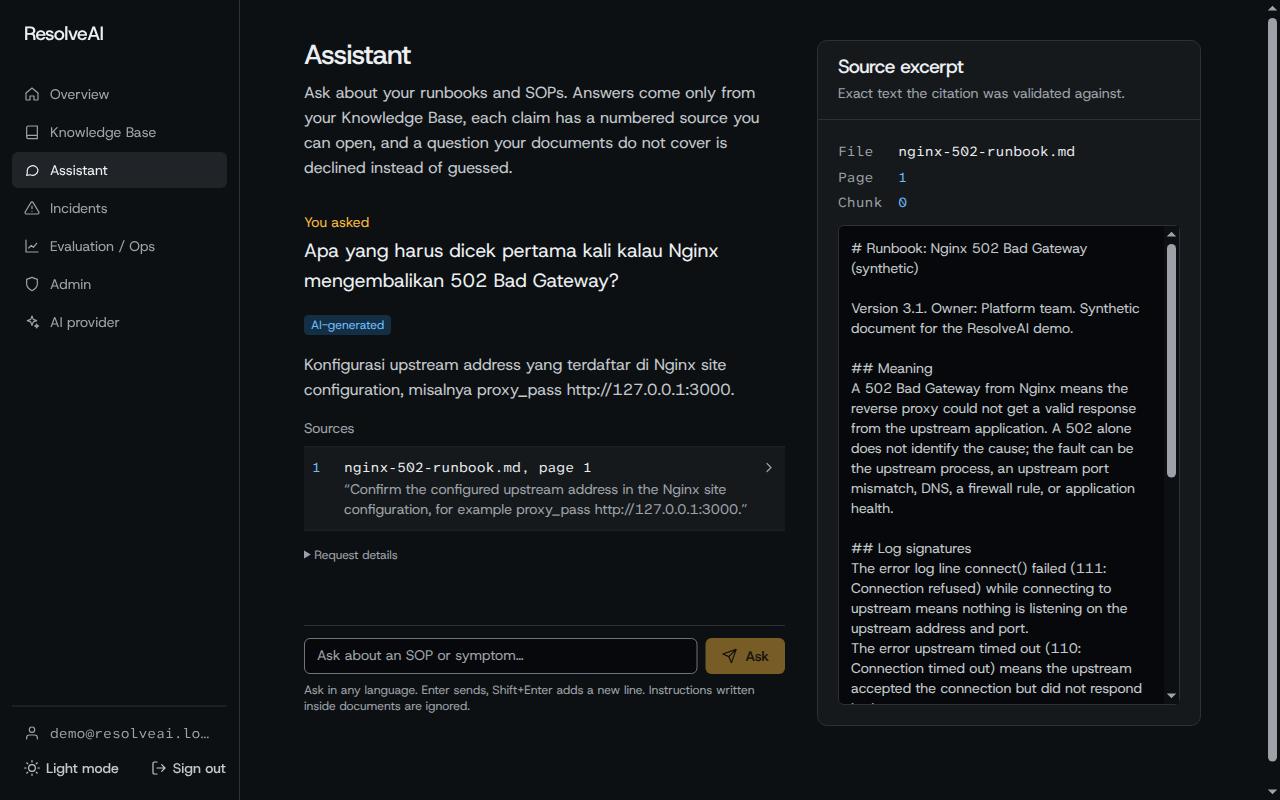 ResolveAI
Overview
Knowledge Base
Assistant
Incidents
Evaluation / Ops
Admin
AI provider
demo@resolveai.lo…
Light mode
Sign out
Assistant
Ask about your runbooks and SOPs. Answers come only from
your Knowledge Base, each claim has a numbered source you
can open, and a question your documents do not cover is
declined instead of guessed.
You asked
Apa yang harus dicek pertama kali kalau Nginx
mengembalikan 502 Bad Gateway?
AI-generated
Konfigurasi upstream address yang terdaftar di Nginx site
configuration, misalnya proxy_pass http://127.0.0.1:3000.
Sources
1 nginx-502-runbook.md, page 1
“Confirm the configured upstream address in the Nginx site
configuration, for example proxy_pass http://127.0.0.1:3000.”
Request details
Ask about an SOP or symptom…
Ask
Ask in any language. Enter sends, Shift+Enter adds a new line. Instructions written
inside documents are ignored.
Source excerpt
Exact text the citation was validated against.
File nginx-502-runbook.md
Page 1
Chunk 0
# Runbook: Nginx 502 Bad Gateway
(synthetic)
Version 3.1. Owner: Platform team. Synthetic
document for the ResolveAI demo.
## Meaning
A 502 Bad Gateway from Nginx means the
reverse proxy could not get a valid response
from the upstream application. A 502 alone
does not identify the cause; the fault can be
the upstream process, an upstream port
mismatch, DNS, a firewall rule, or application
health.
## Log signatures
The error log line connect() failed (111:
Connection refused) while connecting to
upstream means nothing is listening on the
upstream address and port.
The error upstream timed out (110:
Connection timed out) means the upstream
accepted the connection but did not respond